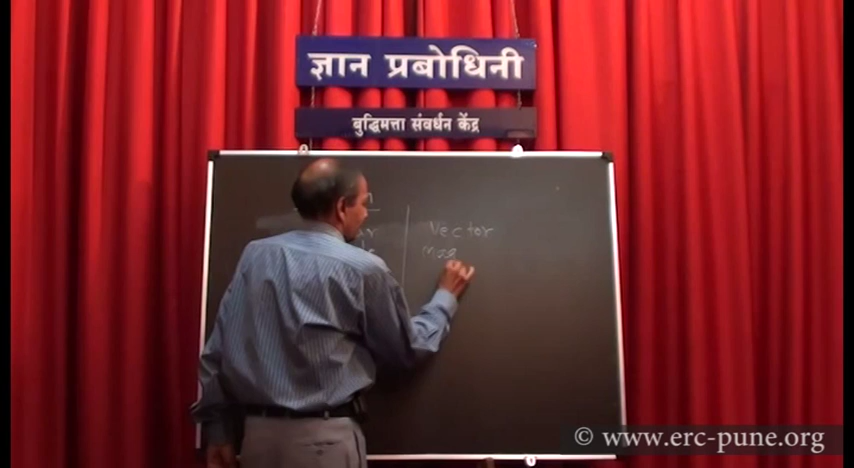 ज्ञान प्रबोधिनी
बुद्धिमत्ता संवर्धन केंद्र
Vector
© www.erc-pune.org